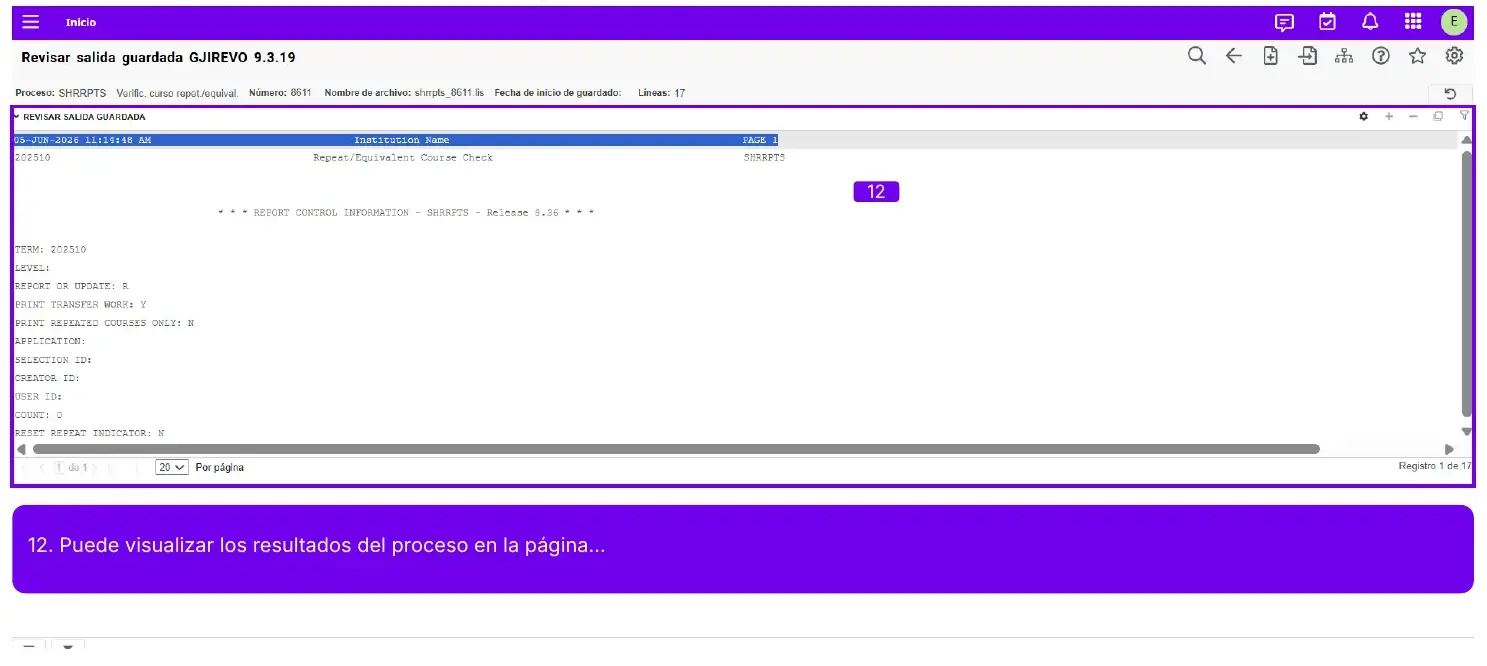 Inicio
E
Revisar salida guardada GJIREVO 9.3.19
Proceso: SHRRPTS Verific. curso repet./equival. Número: 8611 Nombre de archivo: shrrpts_8611.lis Fecha de inicio de guardado: Líneas: 17
REVISAR SALIDA GUARDADA
05-JUN-2026 11:14:48 AM Institution Name PAGE 1
202510 Repeat/Equivalent Course Check SHRRPTS
12
* * * REPORT CONTROL INFORMATION - SHRRPTS - Release 8.36 * * *
TERM: 202510
LEVEL:
REPORT OR UPDATE: R
PRINT TRANSFER WORK: Y
PRINT REPEATED COURSES ONLY: N
APPLICATION:
SELECTION ID:
CREATOR ID:
USER ID:
COUNT: 0
RESET REPEAT INDICATOR: N
1 de 1 20 Por página Registro 1 de 17
12. Puede visualizar los resultados del proceso en la página...